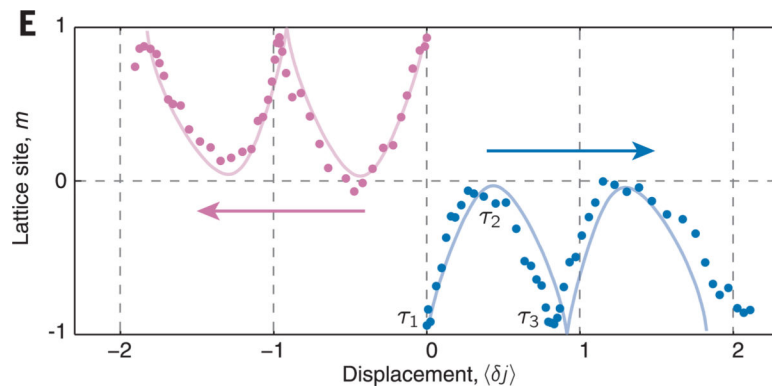 E
1
0
-1
Lattice site, m
τ1
τ2
τ3
-2
-1
0
1
2
Displacement, ⟨δj⟩